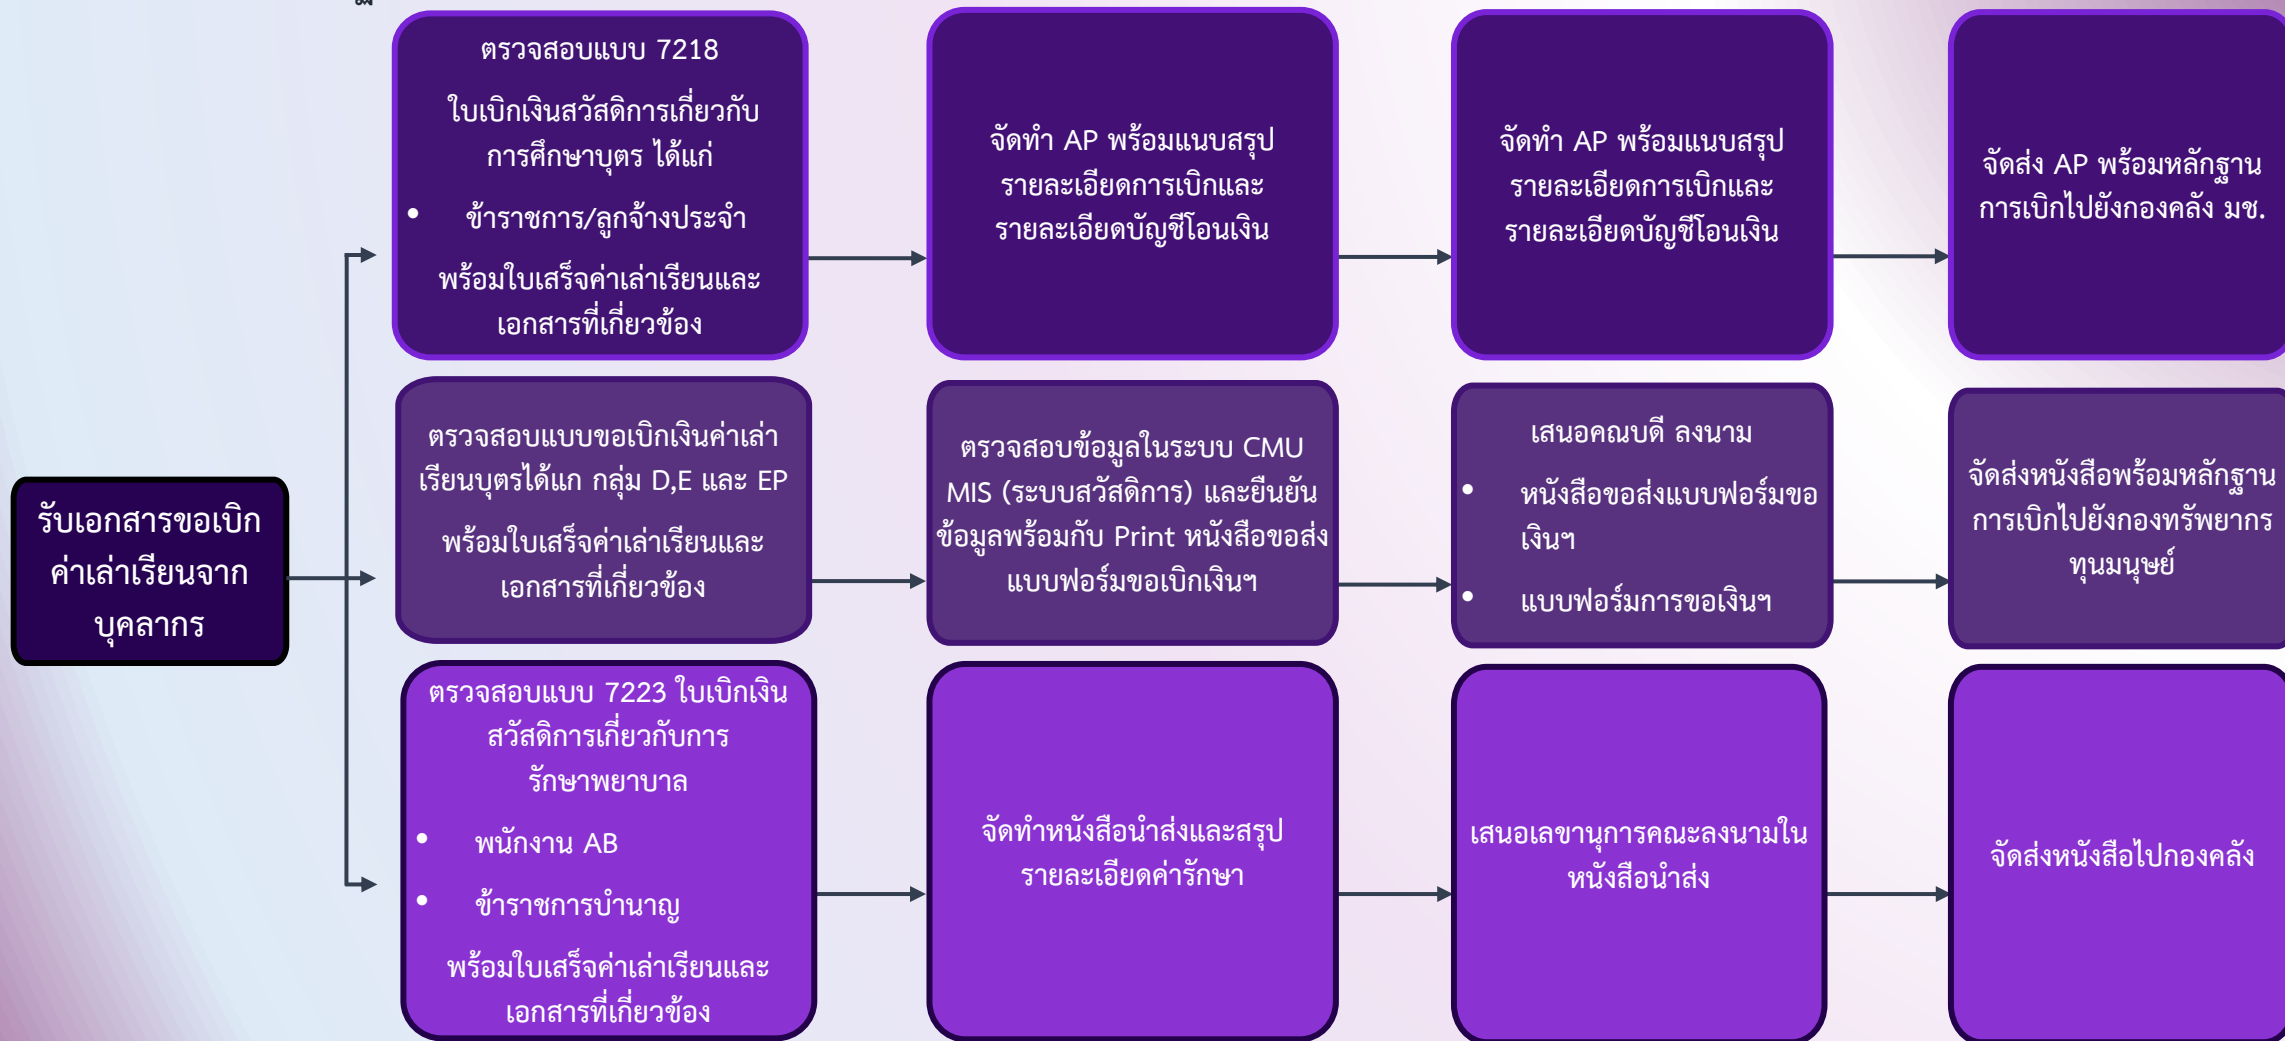 รับเอกสารขอเบิก
ค่าเล่าเรียนจาก
บุคลากร
ตรวจสอบแบบ 7218
ใบเบิกเงินสวัสดิการเกี่ยวกับ
การศึกษาบุตร ได้แก่
• ข้าราชการ/ลูกจ้างประจำ
พร้อมใบเสร็จค่าเล่าเรียนและ
เอกสารที่เกี่ยวข้อง
จัดทำ AP พร้อมแนบสรุป
รายละเอียดการเบิกและ
รายละเอียดบัญชีโอนเงิน
จัดทำ AP พร้อมแนบสรุป
รายละเอียดการเบิกและ
รายละเอียดบัญชีโอนเงิน
จัดส่ง AP พร้อมหลักฐาน
การเบิกไปยังกองคลัง มช.
ตรวจสอบแบบขอเบิกเงินค่าเล่า
เรียนบุตรได้แก กลุ่ม D,E และ EP
พร้อมใบเสร็จค่าเล่าเรียนและ
เอกสารที่เกี่ยวข้อง
ตรวจสอบข้อมูลในระบบ CMU
MIS (ระบบสวัสดิการ) และยืนยัน
ข้อมูลพร้อมกับ Print หนังสือขอส่ง
แบบฟอร์มขอเบิกเงินฯ
เสนอคณบดี ลงนาม
• หนังสือขอส่งแบบฟอร์มขอ
เงินฯ
• แบบฟอร์มการขอเงินฯ
จัดส่งหนังสือพร้อมหลักฐาน
การเบิกไปยังกองทรัพยากร
ทุนมนุษย์
ตรวจสอบแบบ 7223 ใบเบิกเงิน
สวัสดิการเกี่ยวกับการ
รักษาพยาบาล
• พนักงาน AB
• ข้าราชการบำนาญ
พร้อมใบเสร็จค่าเล่าเรียนและ
เอกสารที่เกี่ยวข้อง
จัดทำหนังสือนำส่งและสรุป
รายละเอียดค่ารักษา
เสนอเลขานุการคณะลงนามใน
หนังสือนำส่ง
จัดส่งหนังสือไปกองคลัง